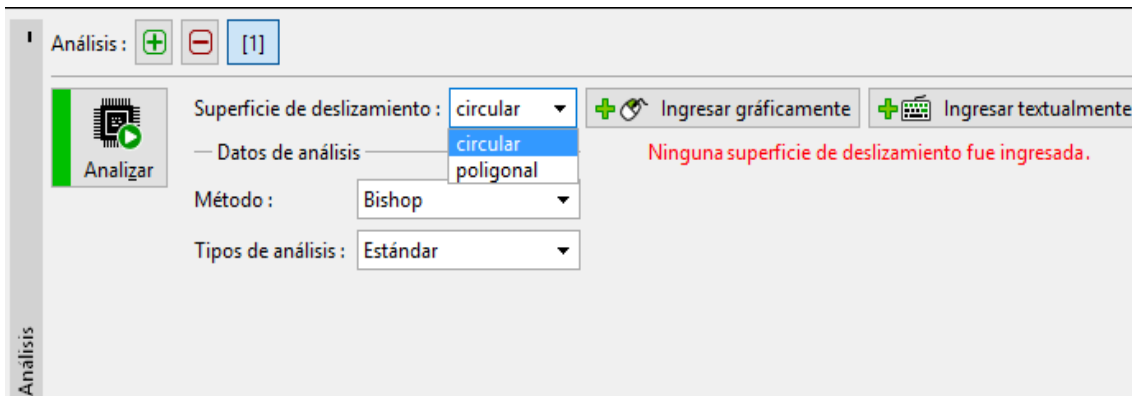 Análisis : [1]
Superficie de deslizamiento : circular Ingresar gráficamente Ingresar textualmente
circular
poligonal
Ninguna superficie de deslizamiento fue ingresada.
Datos de análisis
Analizar
Método : Bishop
Tipos de análisis : Estándar
Análisis